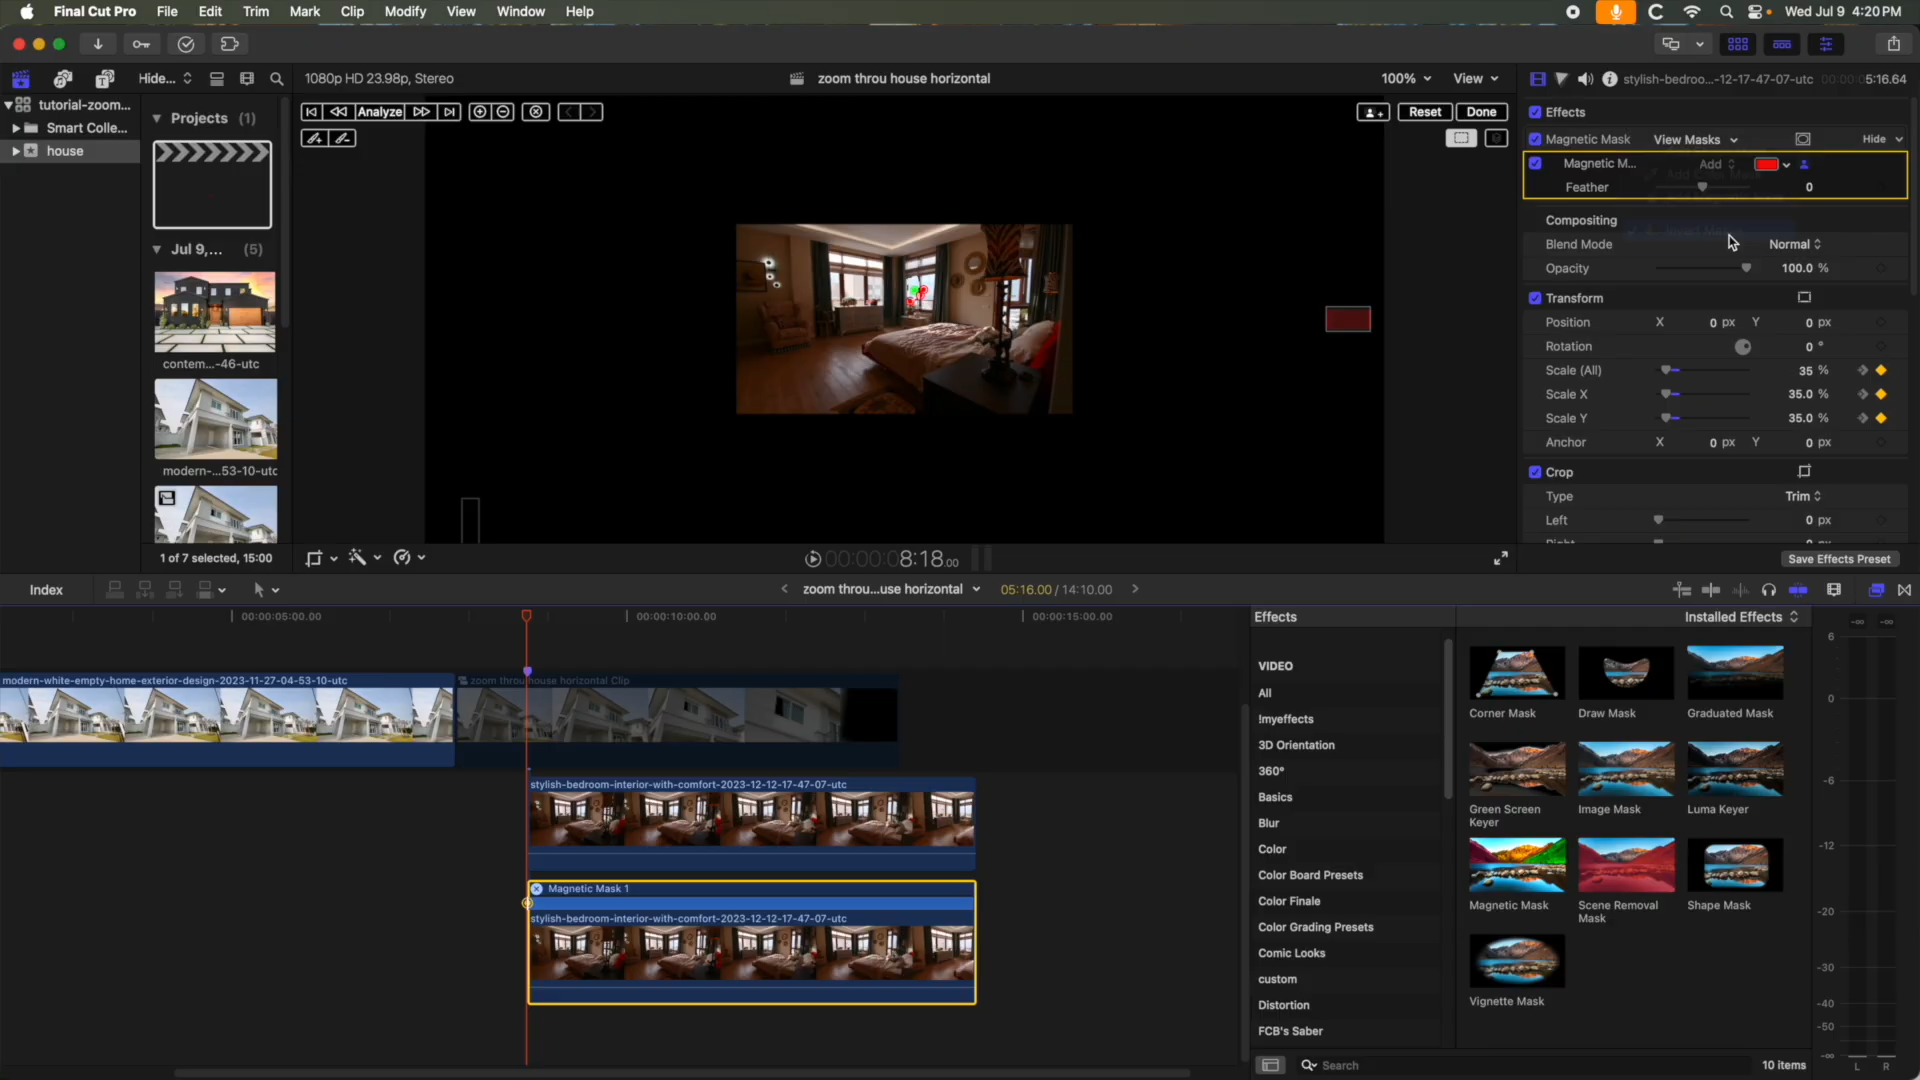 Final Cut Pro File Edit Trim Mark Clip Modify View Window Help Wed Jul 9 4:20 PM
Hide... 1080p HD 23.98p, Stereo zoom thru house horizontal 100% View stylish-bedroo...-12-17-47-07-utc 00:00:05:16.64
tutorial-zoom...
Smart Colle...
house
Projects (1)
Jul 9,... (5)
contem...-46-utc
modern-...53-10-utc
1 of 7 selected, 15:00
Analyze
Reset
Done
00:00:08:18.00
Effects
Magnetic Mask View Masks Hide
Magnetic M... Add
Feather 0
Compositing
Blend Mode Normal
Opacity 100.0 %
Transform
Position X 0 px Y 0 px
Rotation 0 °
Scale (All) 35 %
Scale X 35.0 %
Scale Y 35.0 %
Anchor X 0 px Y 0 px
Crop
Type Trim
Left 0 px
Save Effects Preset
Index zoom throu...use horizontal 05:16.00 / 14:10.00
00:00:05:00.00 00:00:10:00.00 00:00:15:00.00
modern-white-empty-home-exterior-design-2023-11-27-04-53-10-utc
zoom throu house horizontal Clip
stylish-bedroom-interior-with-comfort-2023-12-12-17-47-07-utc
Magnetic Mask 1
stylish-bedroom-interior-with-comfort-2023-12-12-17-47-07-utc
Effects
Installed Effects
VIDEO
All
!myeffects
3D Orientation
360°
Basics
Blur
Color
Color Board Presets
Color Finale
Color Grading Presets
Comic Looks
custom
Distortion
FCB's Saber
Corner Mask
Draw Mask
Graduated Mask
Green Screen
Keyer
Image Mask
Luma Keyer
Magnetic Mask
Scene Removal
Mask
Shape Mask
Vignette Mask
Search
10 items
-∞ -∞
6
0
-6
-12
-20
-30
-40
-50
-∞
L R